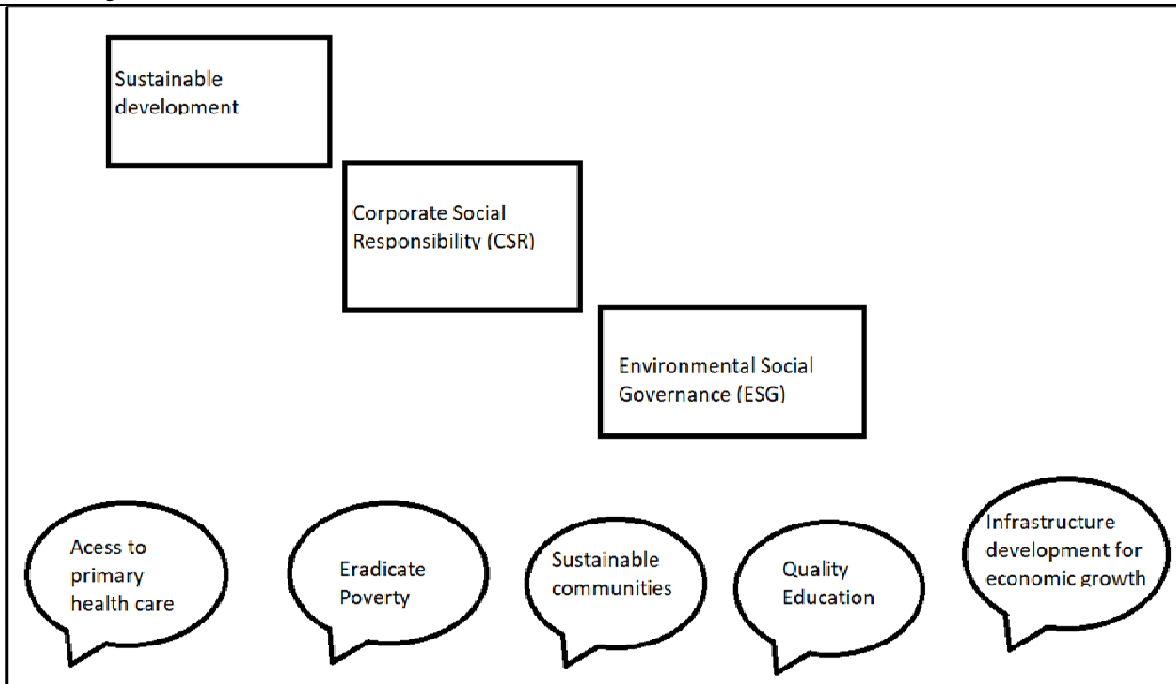 Sustainable
development
Corporate Social
Responsibility (CSR)
Environmental Social
Governance (ESG)
Acess to
primary
health care
Eradicate
Poverty
Sustainable
communities
Quality
Education
Infrastructure
development for
economic growth